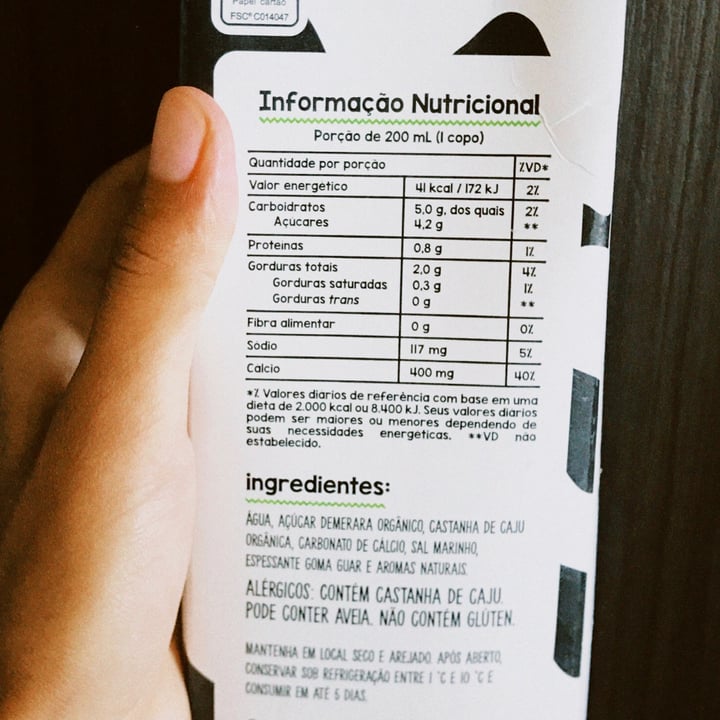 Papel cartão
FSC® C014047
Informação Nutricional
Porção de 200 mL (1 copo)
Quantidade por porção %VD*
Valor energético 41 kcal / 172 kJ 2%
Carboidratos 5,0 g, dos quais 2%
Açúcares 4,2 g **
Proteínas 0,8 g 1%
Gorduras totais 2,0 g 4%
Gorduras saturadas 0,3 g 1%
Gorduras trans 0 g **
Fibra alimentar 0 g 0%
Sódio 117 mg 5%
Cálcio 400 mg 40%
*% Valores diários de referência com base em uma
dieta de 2.000 kcal ou 8.400 kJ. Seus valores diários
podem ser maiores ou menores dependendo de
suas necessidades energéticas. **VD não
estabelecido.
ingredientes:
ÁGUA, AÇÚCAR DEMERARA ORGÂNICO, CASTANHA DE CAJU
ORGÂNICA, CARBONATO DE CÁLCIO, SAL MARINHO,
ESPESSANTE GOMA GUAR E AROMAS NATURAIS.
ALÉRGICOS: CONTÉM CASTANHA DE CAJU.
PODE CONTER AVEIA. NÃO CONTÉM GLÚTEN.
MANTENHA EM LOCAL SECO E AREJADO. APÓS ABERTO,
CONSERVAR SOB REFRIGERAÇÃO ENTRE 1 °C E 10 °C E
CONSUMIR EM ATÉ 5 DIAS.